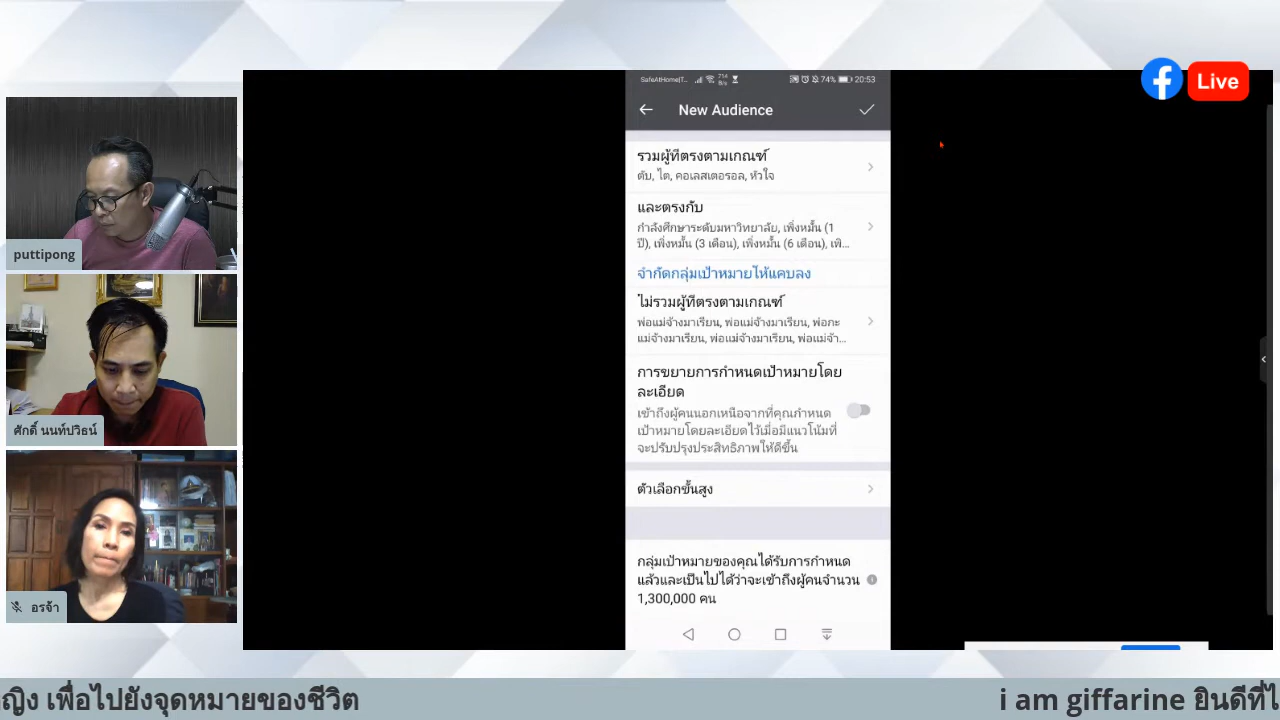 SafeAtHome|T..
714 B/s
74%
20:53
New Audience
Live
รวมผู้ที่ตรงตามเกณฑ์
ตับ, ไต, คอเลสเตอรอล, หัวใจ
และตรงกับ
กำลังศึกษาระดับมหาวิทยาลัย, เพิ่งหมั้น (1
ปี), เพิ่งหมั้น (3 เดือน), เพิ่งหมั้น (6 เดือน), เพิ...
จำกัดกลุ่มเป้าหมายให้แคบลง
ไม่รวมผู้ที่ตรงตามเกณฑ์
พ่อแม่จ้างมาเรียน, พ่อแม่จ้างมาเรียน, พ่อกะ
แม่จ้างมาเรียน, พ่อแม่จ้างมาเรียน, พ่อแม่จ้า...
การขยายการกำหนดเป้าหมายโดย
ละเอียด
เข้าถึงผู้คนนอกเหนือจากที่คุณกำหนด
เป้าหมายโดยละเอียดไว้เมื่อมีแนวโน้มที่
จะปรับปรุงประสิทธิภาพให้ดีขึ้น
ตัวเลือกขั้นสูง
กลุ่มเป้าหมายของคุณได้รับการกำหนด
แล้วและเป็นไปได้ว่าจะเข้าถึงผู้คนจำนวน
1,300,000 คน
puttipong
ศักดิ์ นนท์ปวิธน์
อรจ้า
ญิง เพื่อไปยังจุดหมายของชีวิต
i am giffarine ยินดีที่ไ